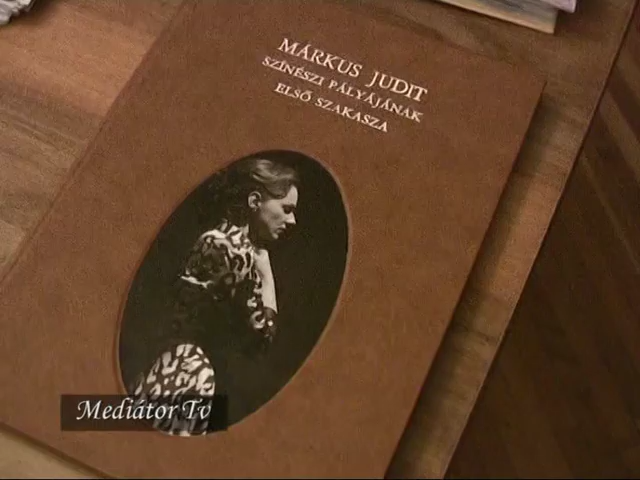 MÁRKUS JUDIT
SZÍNÉSZI PÁLYÁJÁNAK
ELSŐ SZAKASZA
Mediátor Tv